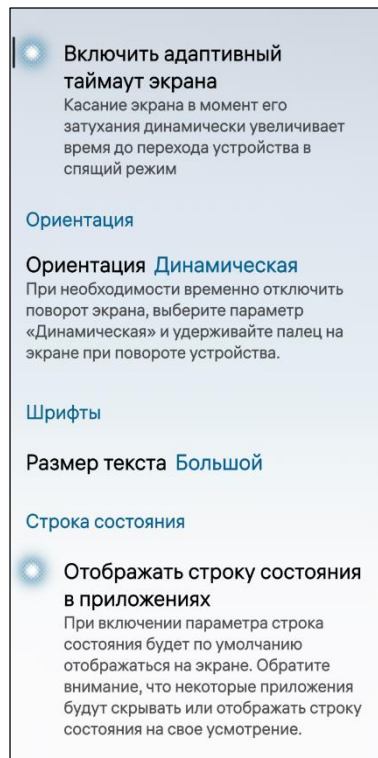 Включить адаптивный
таймаут экрана
Касание экрана в момент его
затухания динамически увеличивает
время до перехода устройства в
спящий режим
Ориентация
Ориентация Динамическая
При необходимости временно отключить
поворот экрана, выберите параметр
«Динамическая» и удерживайте палец на
экране при повороте устройства.
Шрифты
Размер текста Большой
Строка состояния
Отображать строку состояния
в приложениях
При включении параметра строка
состояния будет по умолчанию
отображаться на экране. Обратите
внимание, что некоторые приложения
будут скрывать или отображать строку
состояния на свое усмотрение.